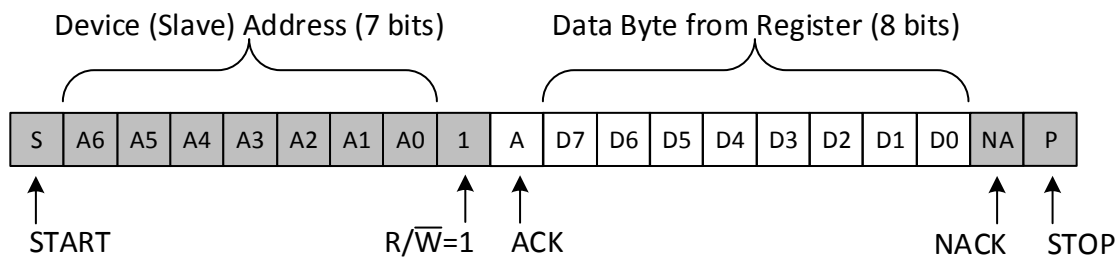 Device (Slave) Address (7 bits) Data Byte from Register (8 bits)
S A6 A5 A4 A3 A2 A1 A0 1 A D7 D6 D5 D4 D3 D2 D1 D0 NA P
START R/W̅=1 ACK NACK STOP